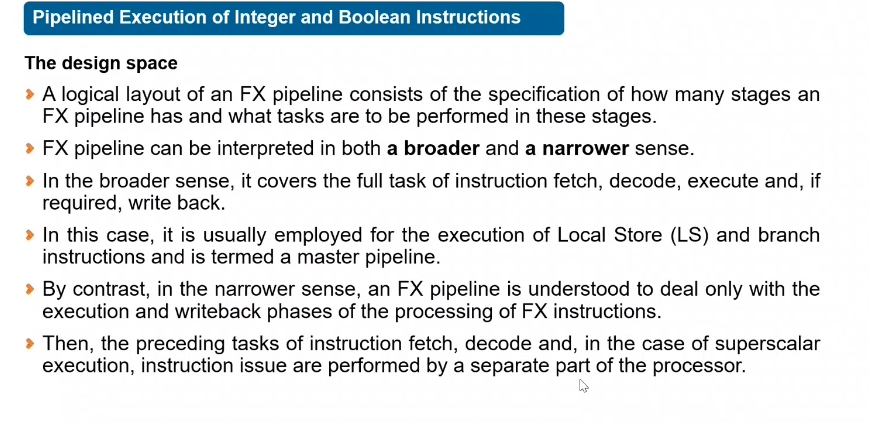 Pipelined Execution of Integer and Boolean Instructions
The design space
A logical layout of an FX pipeline consists of the specification of how many stages an
FX pipeline has and what tasks are to be performed in these stages.
FX pipeline can be interpreted in both a broader and a narrower sense.
In the broader sense, it covers the full task of instruction fetch, decode, execute and, if
required, write back.
In this case, it is usually employed for the execution of Local Store (LS) and branch
instructions and is termed a master pipeline.
By contrast, in the narrower sense, an FX pipeline is understood to deal only with the
execution and writeback phases of the processing of FX instructions.
Then, the preceding tasks of instruction fetch, decode and, in the case of superscalar
execution, instruction issue are performed by a separate part of the processor.